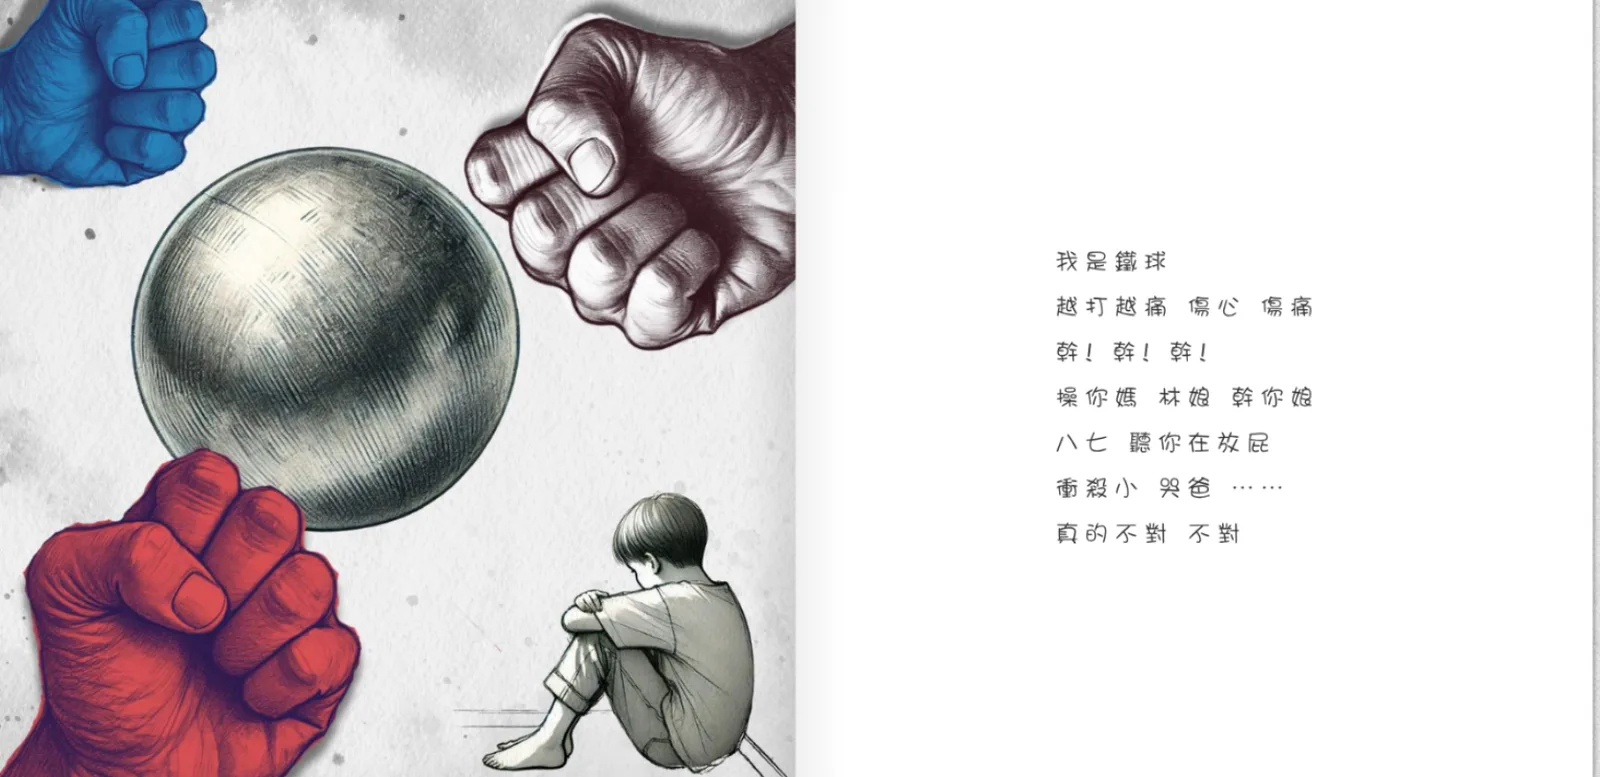 我是鐵球
越打越痛 傷心 傷痛
幹！幹！幹！
操你媽 林娘 幹你娘
八七 聽你在放屁
衝殺小 哭爸 ⋯⋯
真的不對 不對